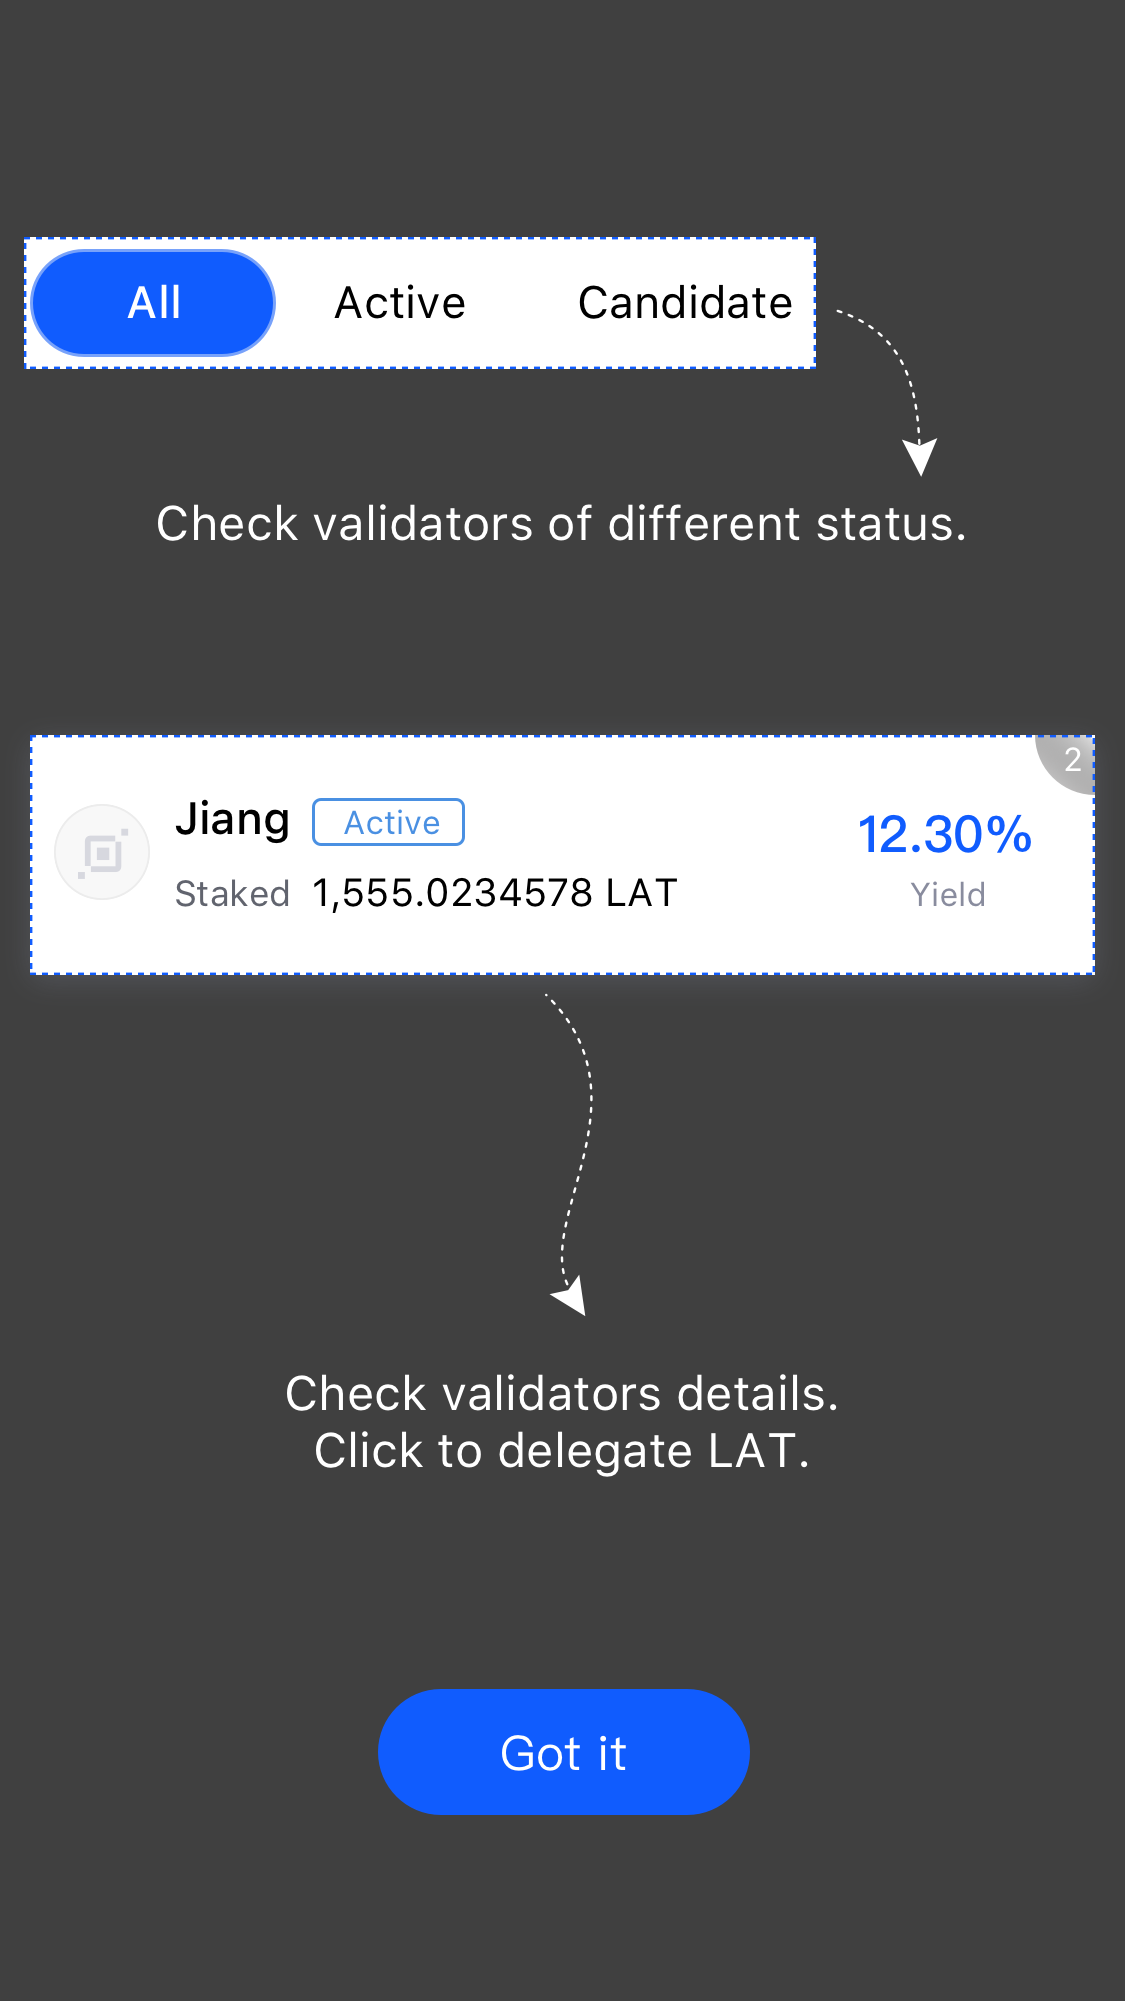 All Active Candidate
Check validators of different status.
2
Jiang Active
12.30%
Staked 1,555.0234578 LAT
Yield
Check validators details.
Click to delegate LAT.
Got it